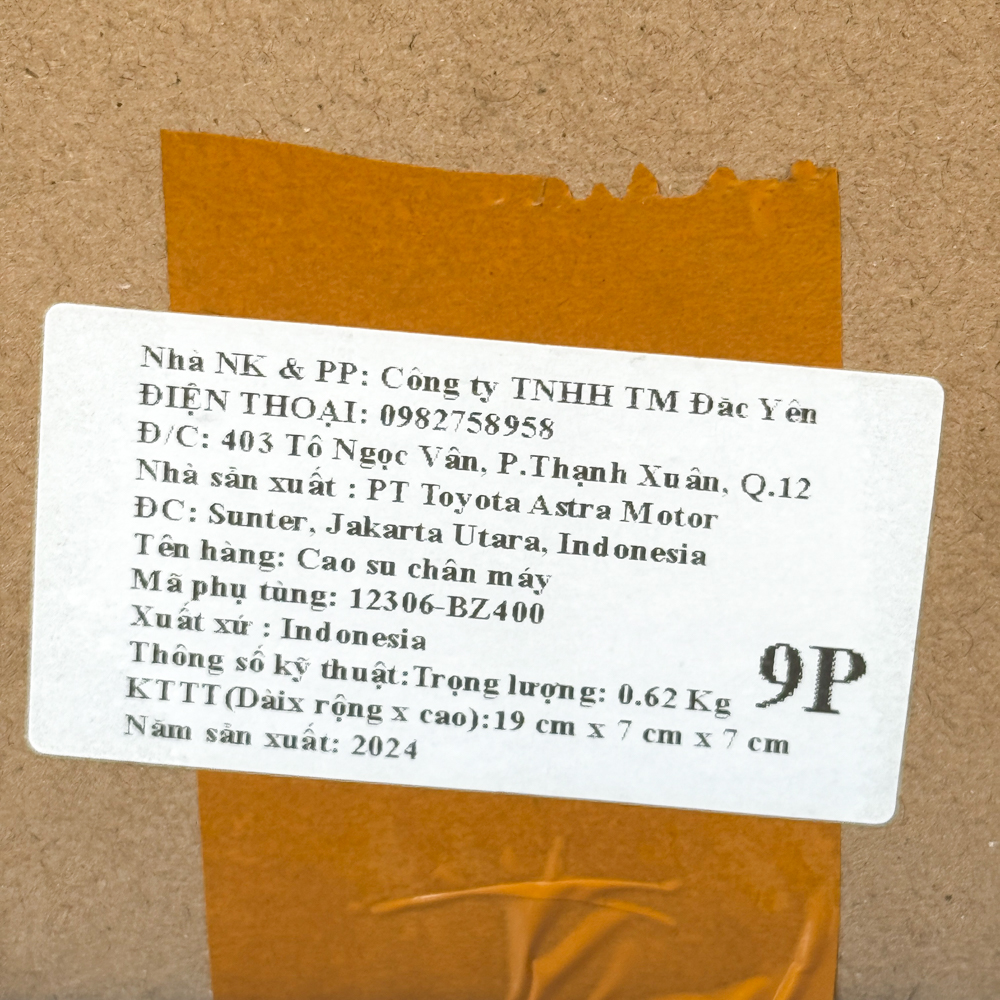 Nhà NK & PP: Công ty TNHH TM Đăc Yên
ĐIỆN THOẠI: 0982758958
Đ/C: 403 Tô Ngọc Vân, P.Thạnh Xuân, Q.12
Nhà sản xuất : PT Toyota Astra Motor
ĐC: Sunter, Jakarta Utara, Indonesia
Tên hàng: Cao su chân máy
Mã phụ tùng: 12306-BZ400
Xuất xứ : Indonesia
Thông số kỹ thuật:Trọng lượng: 0.62 Kg
KTTT(Dàix rộng x cao):19 cm x 7 cm x 7 cm
Năm sản xuất: 2024
9P